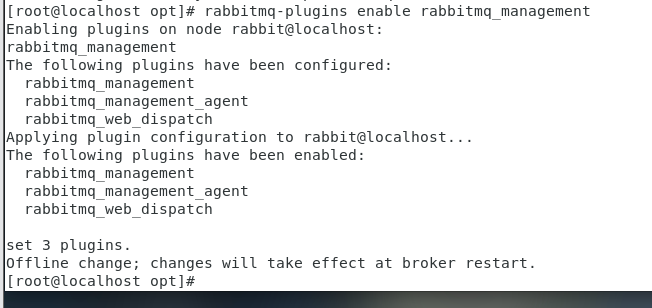 [root@localhost opt]# rabbitmq-plugins enable rabbitmq_management
Enabling plugins on node rabbit@localhost:
rabbitmq_management
The following plugins have been configured:
  rabbitmq_management
  rabbitmq_management_agent
  rabbitmq_web_dispatch
Applying plugin configuration to rabbit@localhost...
The following plugins have been enabled:
  rabbitmq_management
  rabbitmq_management_agent
  rabbitmq_web_dispatch

set 3 plugins.
Offline change; changes will take effect at broker restart.
[root@localhost opt]#